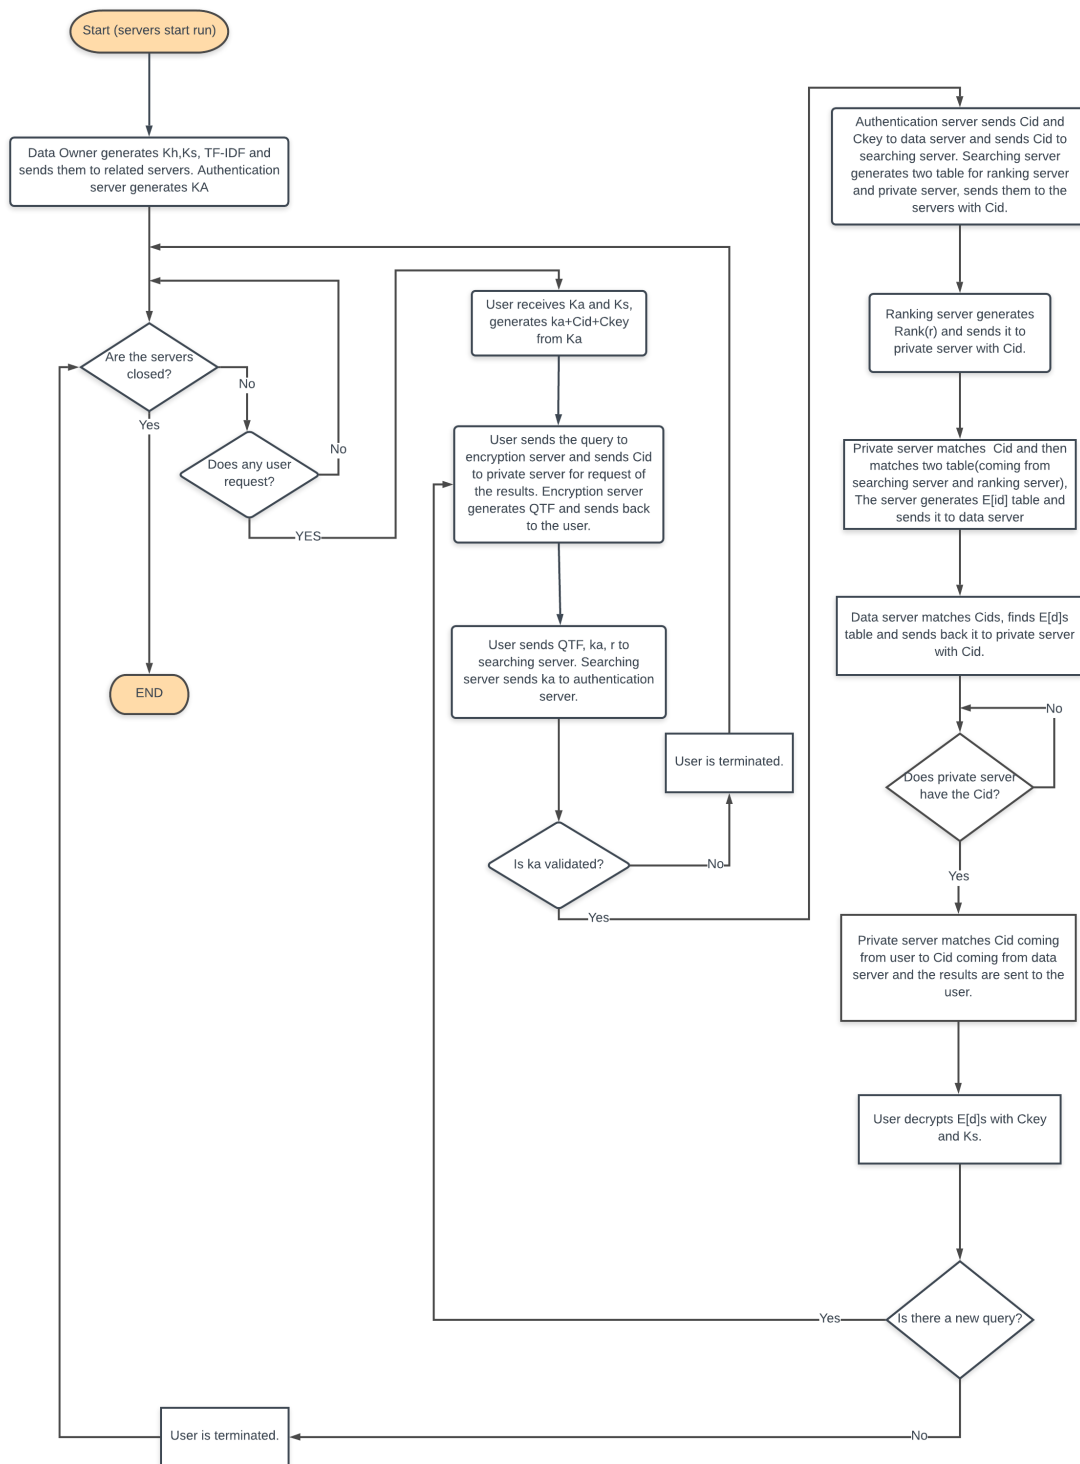 Start (servers start run)
Data Owner generates Kh,Ks, TF-IDF and
sends them to related servers. Authentication
server generates KA
Are the servers
closed?
No
Yes
Does any user
request?
No
YES
END
User receives Ka and Ks,
generates ka+Cid+Ckey
from Ka
User sends the query to
encryption server and sends Cid
to private server for request of
the results. Encryption server
generates QTF and sends back
to the user.
User sends QTF, ka, r to
searching server. Searching
server sends ka to authentication
server.
User is terminated.
Is ka validated?
No
Yes
Authentication server sends Cid and
Ckey to data server and sends Cid to
searching server. Searching server
generates two table for ranking server
and private server, sends them to the
servers with Cid.
Ranking server generates
Rank(r) and sends it to
private server with Cid.
Private server matches  Cid and then
matches two table(coming from
searching server and ranking server),
The server generates E[id] table and
sends it to data server
Data server matches Cids, finds E[d]s
table and sends back it to private server
with Cid.
No
Does private server
have the Cid?
Yes
Private server matches Cid coming
from user to Cid coming from data
server and the results are sent to the
user.
User decrypts E[d]s with Ckey
and Ks.
Is there a new query?
Yes
No
User is terminated.